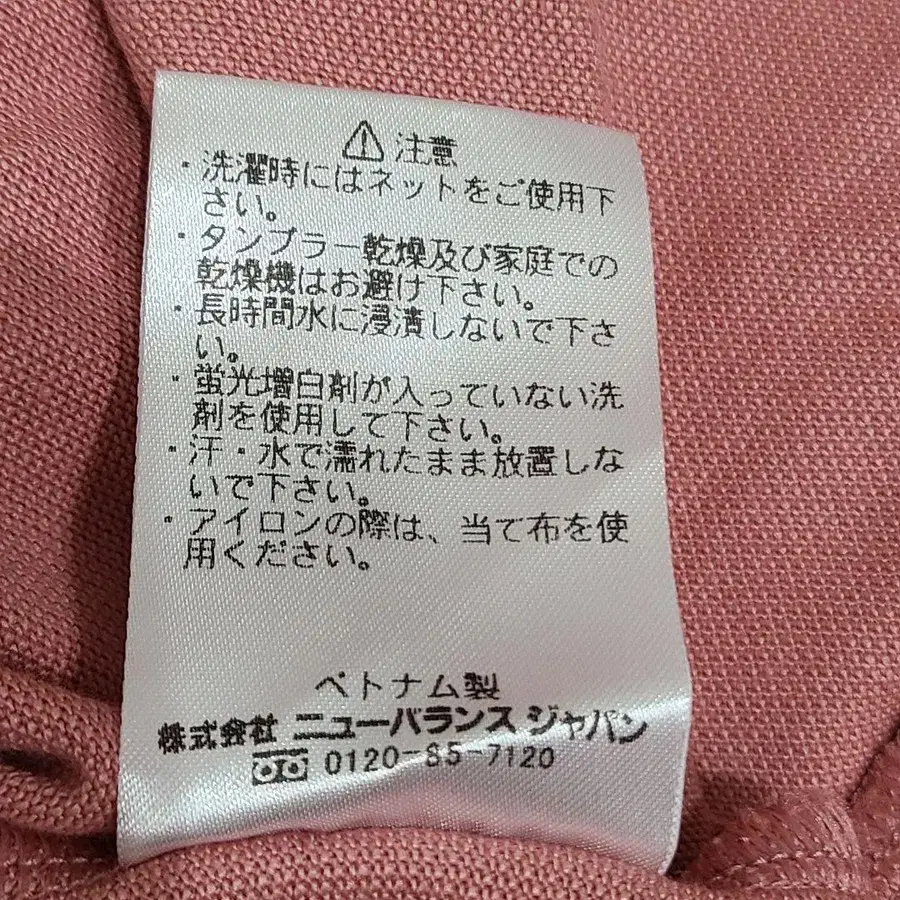 ⚠ 注意
・洗濯時にはネットをご使用下
さい。
・タンブラー乾燥及び家庭での
乾燥機はお避け下さい。
・長時間水に浸漬しないで下さ
い。
・蛍光増白剤が入っていない洗
剤を使用して下さい。
・汗・水で濡れたまま放置しな
いで下さい。
・アイロンの際は、当て布を使
用ください。
ベトナム製
株式会社 ニューバランス ジャパン
0120-85-7120